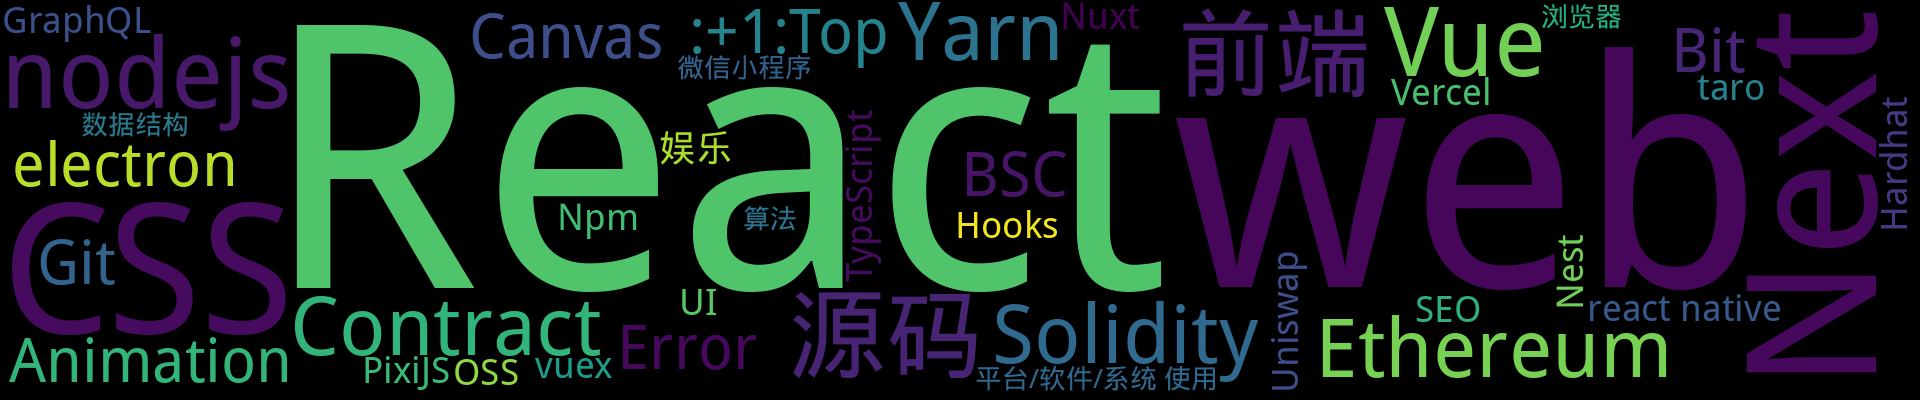 GraphQL
nodejs
数据结构
electron
CSS
Git
Animation
React
Canvas
:+1:Top
微信小程序
Yarn
Nuxt
娱乐
Npm
算法
TypeScript
BSC
Hooks
前端
web
Vue
Vercel
浏览器
Bit
taro
Next
Hardhat
Contract
PixiJS
OSS
vuex
UI
Error
源码
Solidity
平台/软件/系统 使用
Uniswap
Ethereum
SEO
Nest
react native